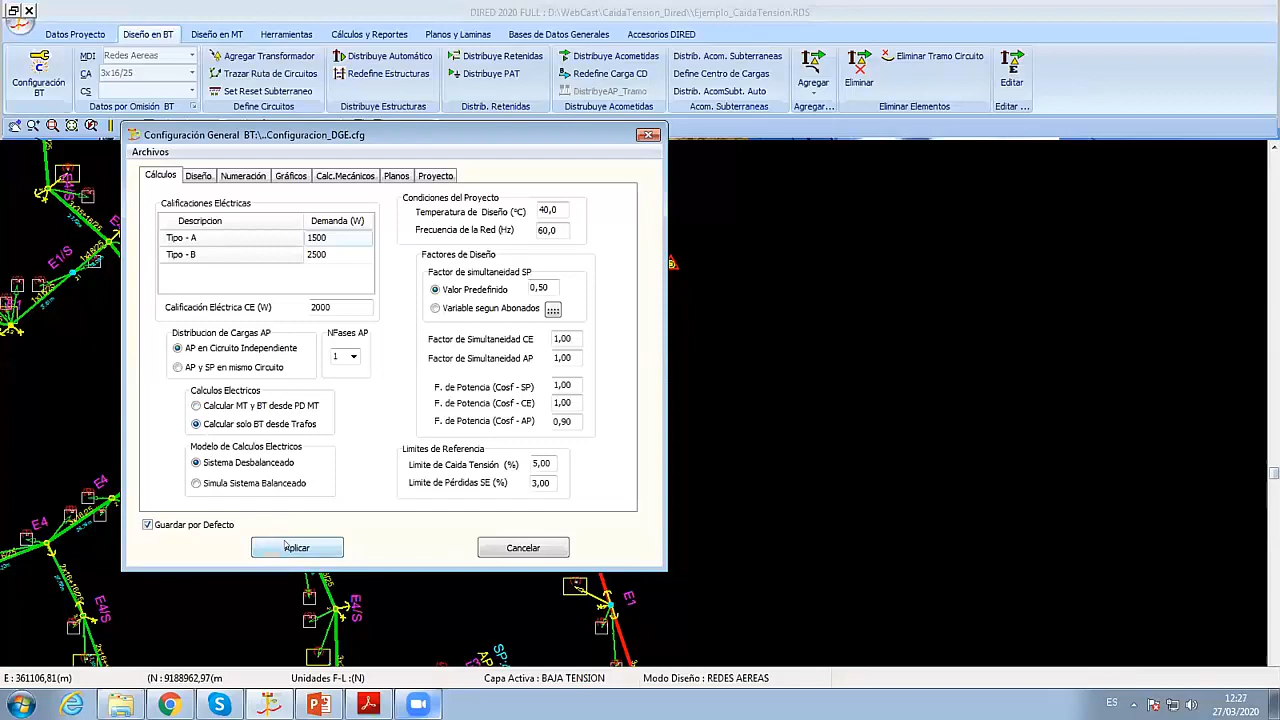 DIRED 2020 FULL : D:\WebCast\CaidaTension_Dired\\Ejemplo_CaidaTension.RDS
Datos Proyecto Diseño en BT Diseño en MT Herramientas Cálculos y Reportes Planos y Laminas Bases de Datos Generales Accesorios DIRED
Configuración BT
MDI Redes Aereas
CA 3x16/25
CS
Datos por Omisión BT
Agregar Transformador
Trazar Ruta de Circuitos
Set Reset Subterraneo
Define Circuitos
Distribuye Automático
Redefine Estructuras
Distribuye Estructuras
Distribuye Retenidas
Distribuye PAT
Distrib. Retenidas
Distribuye Acometidas
Redefine Carga CD
DistribyeAP_Tramo
Distrubuye Acometidas
Distrib. Acom. Subterraneas
Define Centro de Cargas
Distrib. AcomSubt. Auto
Acom. Subterraneas
Agregar
Agregar...
Eliminar
Eliminar Tramo Circuito
Eliminar Elementos
Editar
Editar ...
Configuración General BT:\..Configuracion_DGE.cfg
Archivos
Cálculos Diseño Numeración Gráficos Calc.Mecánicos Planos Proyecto
Calificaciones Eléctricas
Descripcion Demanda (W)
Tipo - A 1500
Tipo - B 2500
Calificación Eléctrica CE (W) 2000
Distribucion de Cargas AP
AP en Cicruito Independiente
AP y SP en mismo Circuito
NFases AP
1
Calculos Electricos
Calcular MT y BT desde PD MT
Calcular solo BT desde Trafos
Modelo de Calculos Electricos
Sistema Desbalanceado
Simula Sistema Balanceado
Condiciones del Proyecto
Temperatura de Diseño (°C) 40,0
Frecuencia de la Red (Hz) 60,0
Factores de Diseño
Factor de simultaneidad SP
Valor Predefinido 0,50
Variable segun Abonados
Factor de Simultaneidad CE 1,00
Factor de Simultaneidad AP 1,00
F. de Potencia (Cosf - SP) 1,00
F. de Potencia (Cosf - CE) 1,00
F. de Potencia (Cosf - AP) 0,90
Limites de Referencia
Limite de Caida Tensión (%) 5,00
Limite de Pérdidas SE (%) 3,00
Guardar por Defecto
Aplicar Cancelar
E4/S
E1/S
E4
E4
E4/S
E4/S
E1
E : 361106,81(m) (N : 9188962,97(m Unidades F-L :(N) Capa Activa : BAJA TENSION Modo Diseño : REDES AEREAS
ES
12:27
27/03/2020